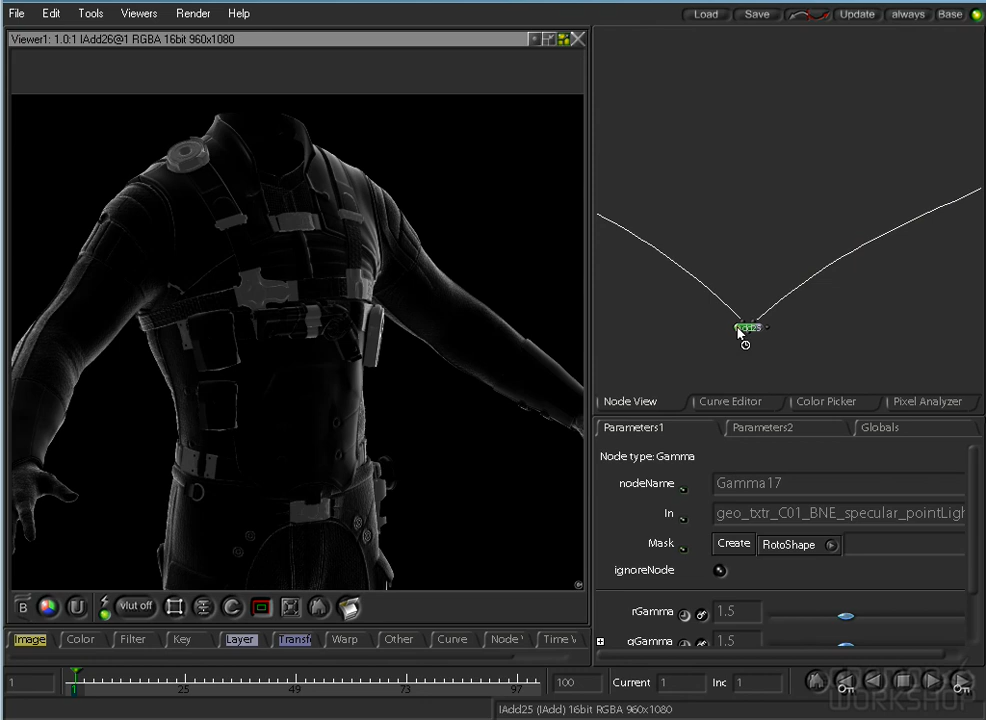 File Edit Tools Viewers Render Help Load Save Update always Base
Viewer1: 1.0:1 IAdd26@1 RGBA 16bit 960x1080
Node View Curve Editor Color Picker Pixel Analyzer
Parameters1 Parameters2 Globals
Node type: Gamma
nodeName Gamma17
In geo_txtr_C01_BNE_specular_pointLigh
Mask Create RotoShape
ignoreNode
B U vlut off
rGamma 1.5
Image Color Filter Key Layer Transf Warp Other Curve Node Time V
gGamma 1.5
1 1 25 49 73 97 100 Current 1 Inc 1
WORKSHOP
IAdd25 (IAdd) 16bit RGBA 960x1080